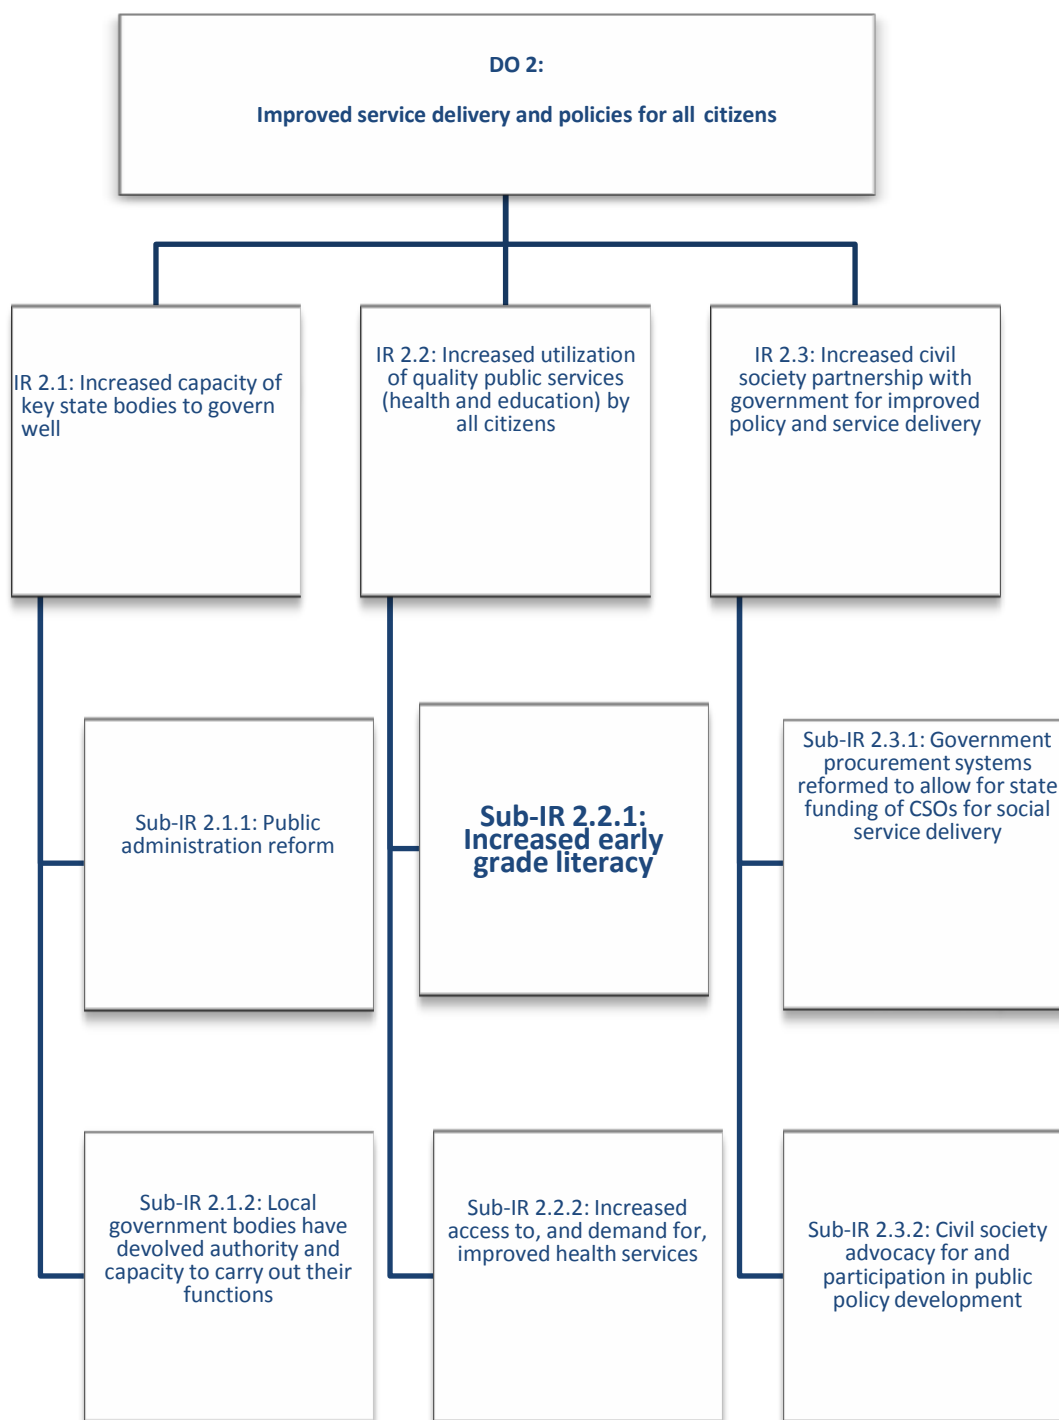 DO 2:
Improved service delivery and policies for all citizens
IR 2.1: Increased capacity of
key state bodies to govern
well
IR 2.2: Increased utilization
of quality public services
(health and education) by
all citizens
IR 2.3: Increased civil
society partnership with
government for improved
policy and service delivery
Sub-IR 2.1.1: Public
administration reform
Sub-IR 2.2.1:
Increased early
grade literacy
Sub-IR 2.3.1: Government
procurement systems
reformed to allow for state
funding of CSOs for social
service delivery
Sub-IR 2.1.2: Local
government bodies have
devolved authority and
capacity to carry out their
functions
Sub-IR 2.2.2: Increased
access to, and demand for,
improved health services
Sub-IR 2.3.2: Civil society
advocacy for and
participation in public
policy development